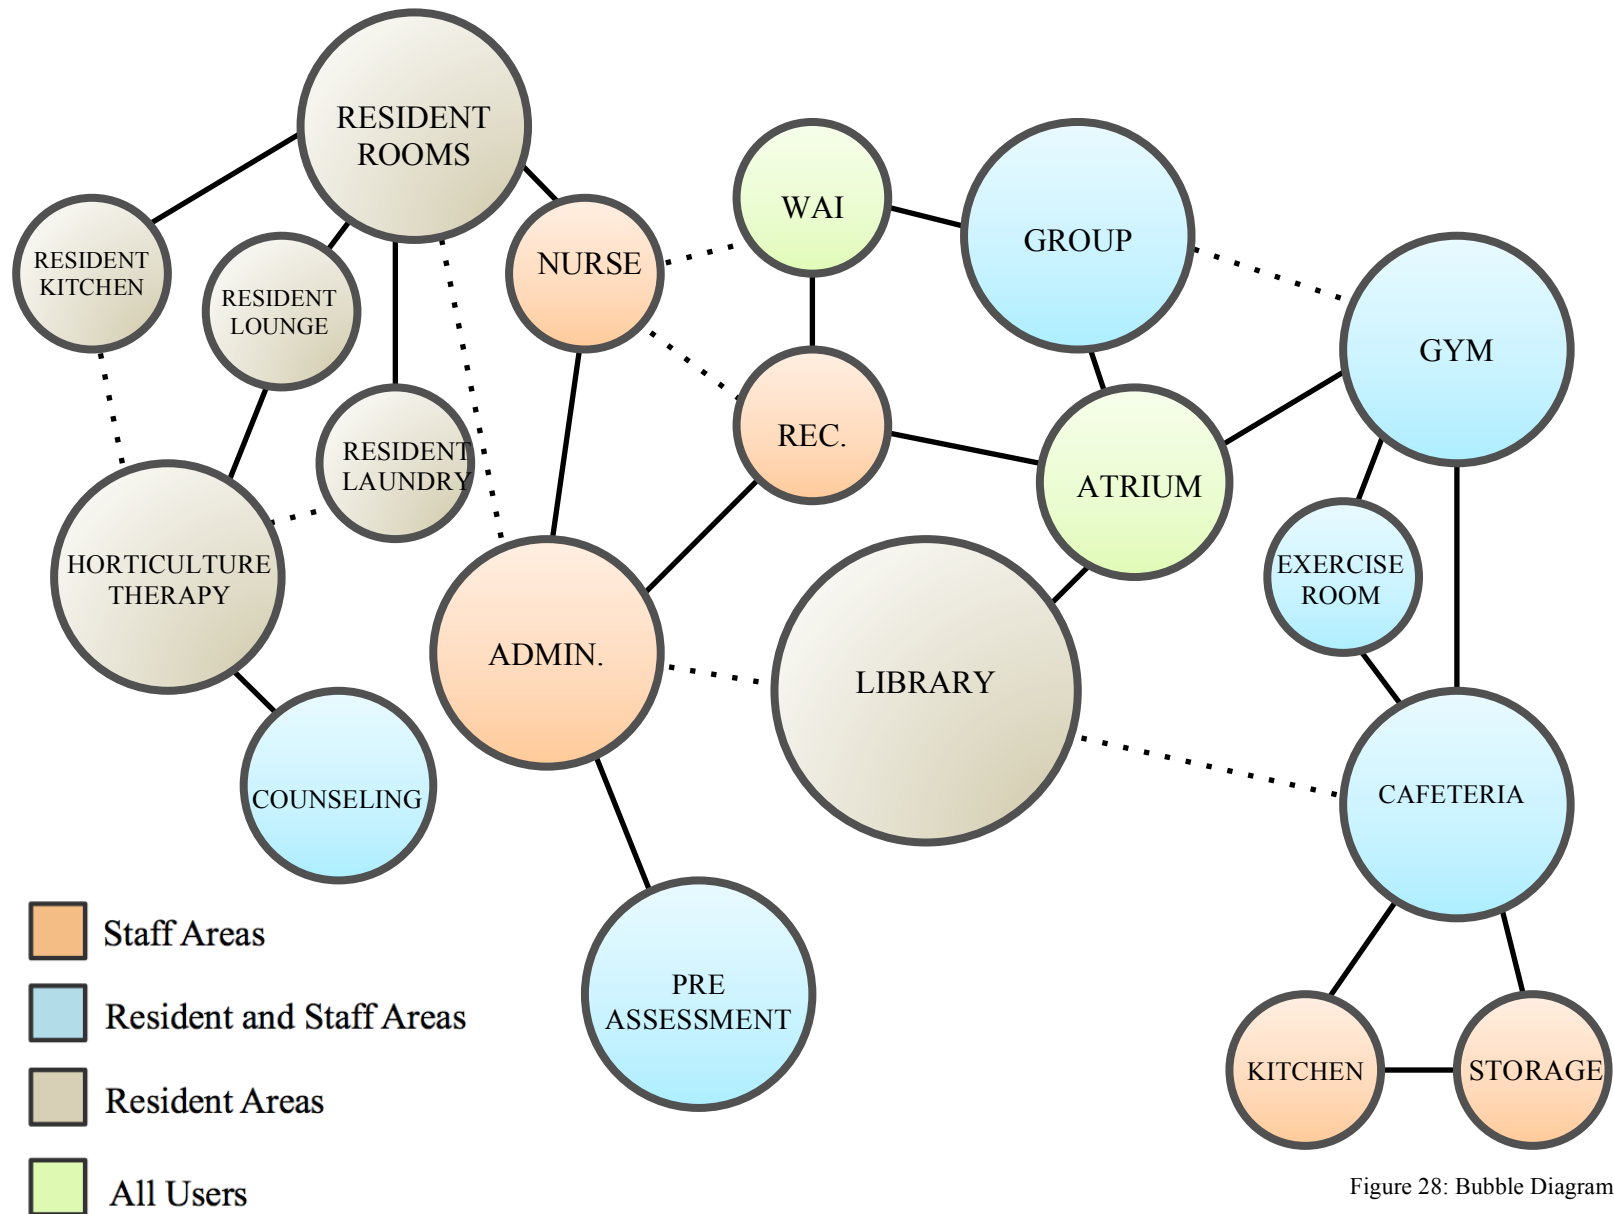 RESIDENT
ROOMS
WAI
GROUP
NURSE
RESIDENT
KITCHEN
RESIDENT
LOUNGE
GYM
REC.
RESIDENT
LAUNDRY
ATRIUM
HORTICULTURE
THERAPY
EXERCISE
ROOM
ADMIN.
LIBRARY
COUNSELING
CAFETERIA
PRE
ASSESSMENT
KITCHEN
STORAGE
Staff Areas
Resident and Staff Areas
Resident Areas
All Users
Figure 28: Bubble Diagram